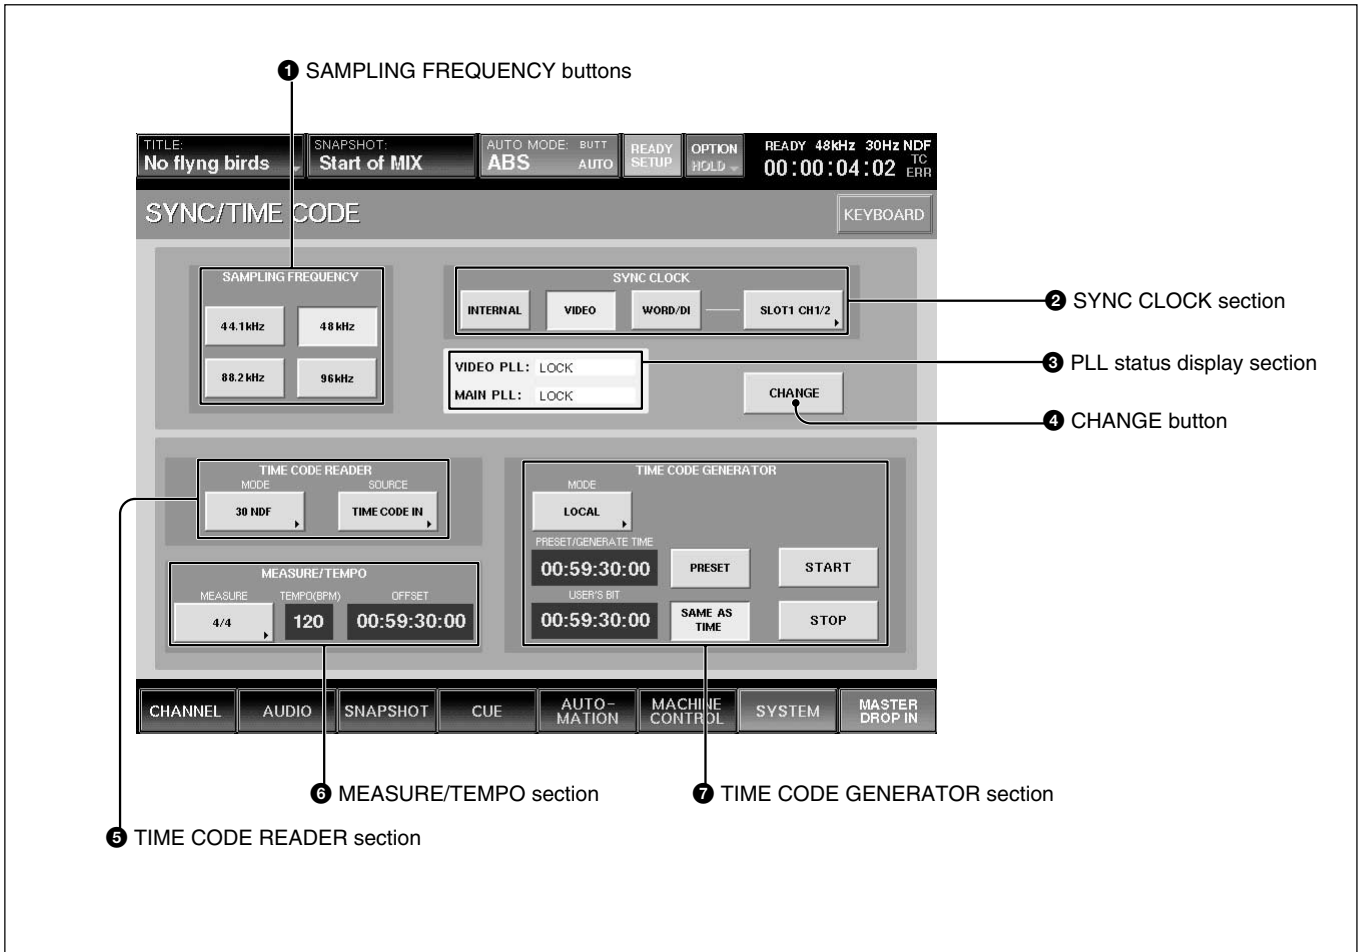 ❶ SAMPLING FREQUENCY buttons
TITLE:
No flyng birds
SNAPSHOT:
Start of MIX
AUTO MODE: BUTT
ABS AUTO
READY
SETUP
OPTION
HOLD
READY 48kHz 30Hz NDF
00:00:04:02 TC
ERR
SYNC/TIME CODE
KEYBOARD
SAMPLING FREQUENCY
44.1kHz 48kHz
88.2kHz 96kHz
SYNC CLOCK
INTERNAL VIDEO WORD/DI SLOT1 CH1/2
❷ SYNC CLOCK section
VIDEO PLL: LOCK
MAIN PLL: LOCK
❸ PLL status display section
CHANGE
❹ CHANGE button
TIME CODE READER
MODE SOURCE
30 NDF TIME CODE IN
MEASURE/TEMPO
MEASURE TEMPO(BPM) OFFSET
4/4 120 00:59:30:00
TIME CODE GENERATOR
MODE
LOCAL
PRESET/GENERATE TIME
00:59:30:00 PRESET START
USER'S BIT
00:59:30:00 SAME AS
TIME
STOP
CHANNEL AUDIO SNAPSHOT CUE AUTO-
MATION
MACHINE
CONTROL
SYSTEM
MASTER
DROP IN
❻ MEASURE/TEMPO section
❼ TIME CODE GENERATOR section
❺ TIME CODE READER section